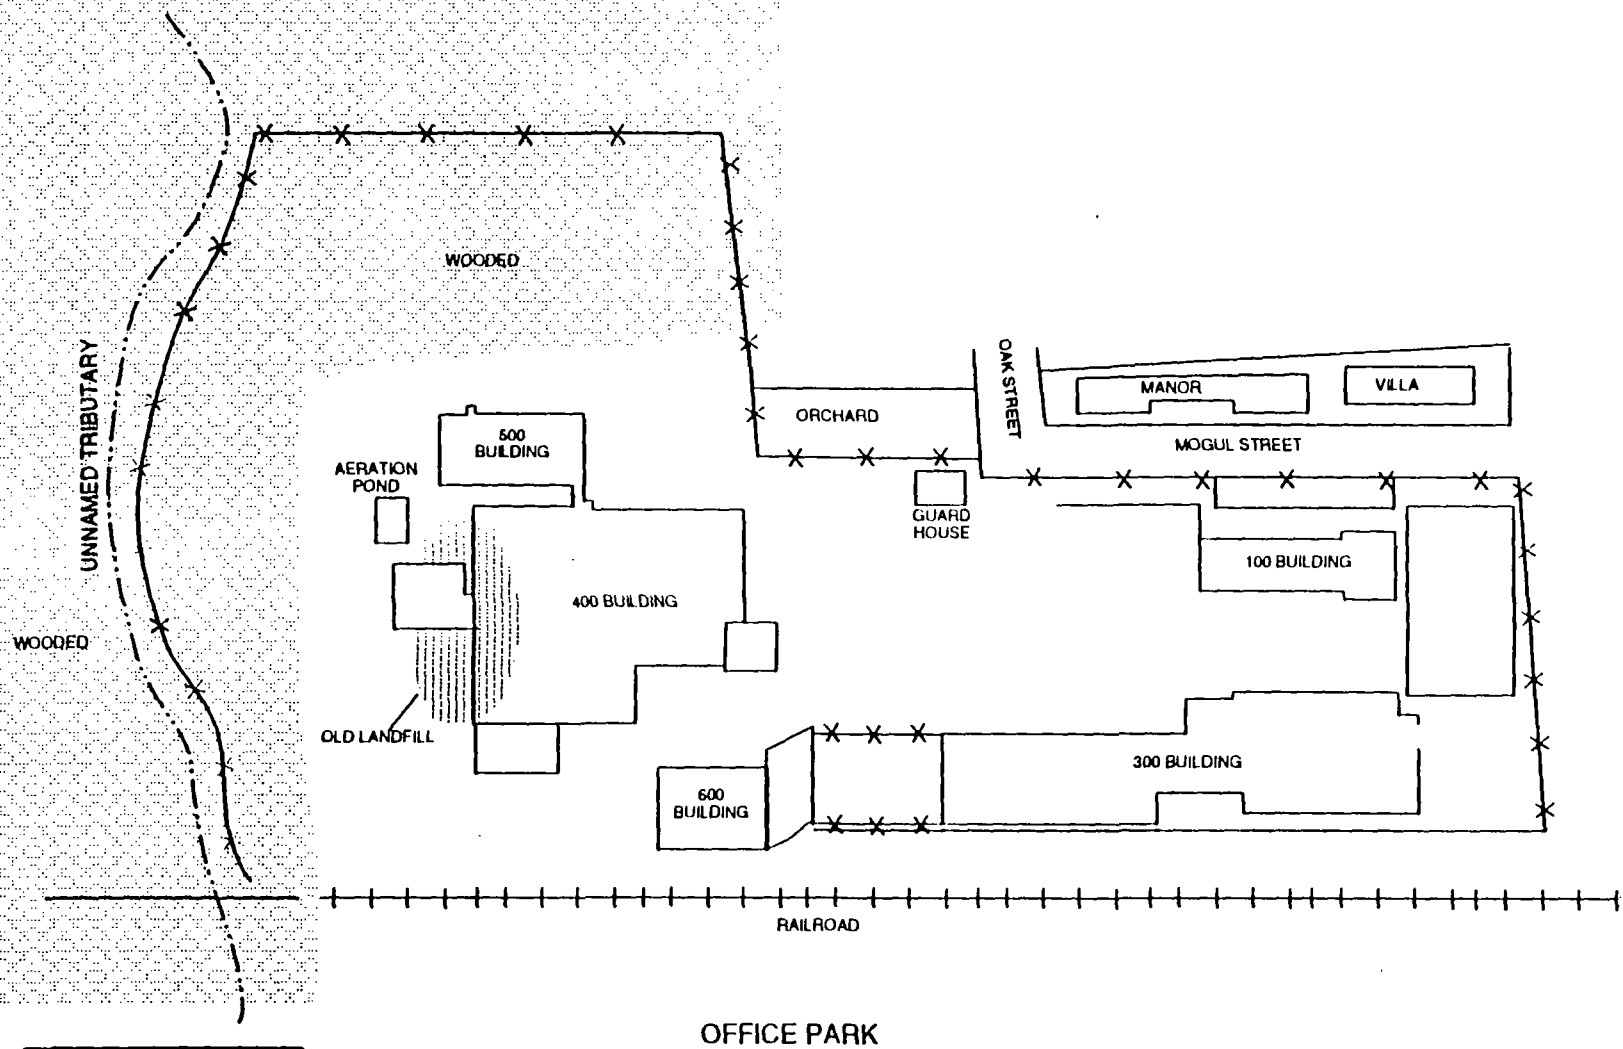 WOODED
UNNAMED TRIBUTARY
OAK STREET
MANOR
VILLA
ORCHARD
MOGUL STREET
500
BUILDING
AERATION
POND
GUARD
HOUSE
100 BUILDING
400 BUILDING
WOODED
OLD LANDFILL
300 BUILDING
600
BUILDING
RAILROAD
OFFICE PARK